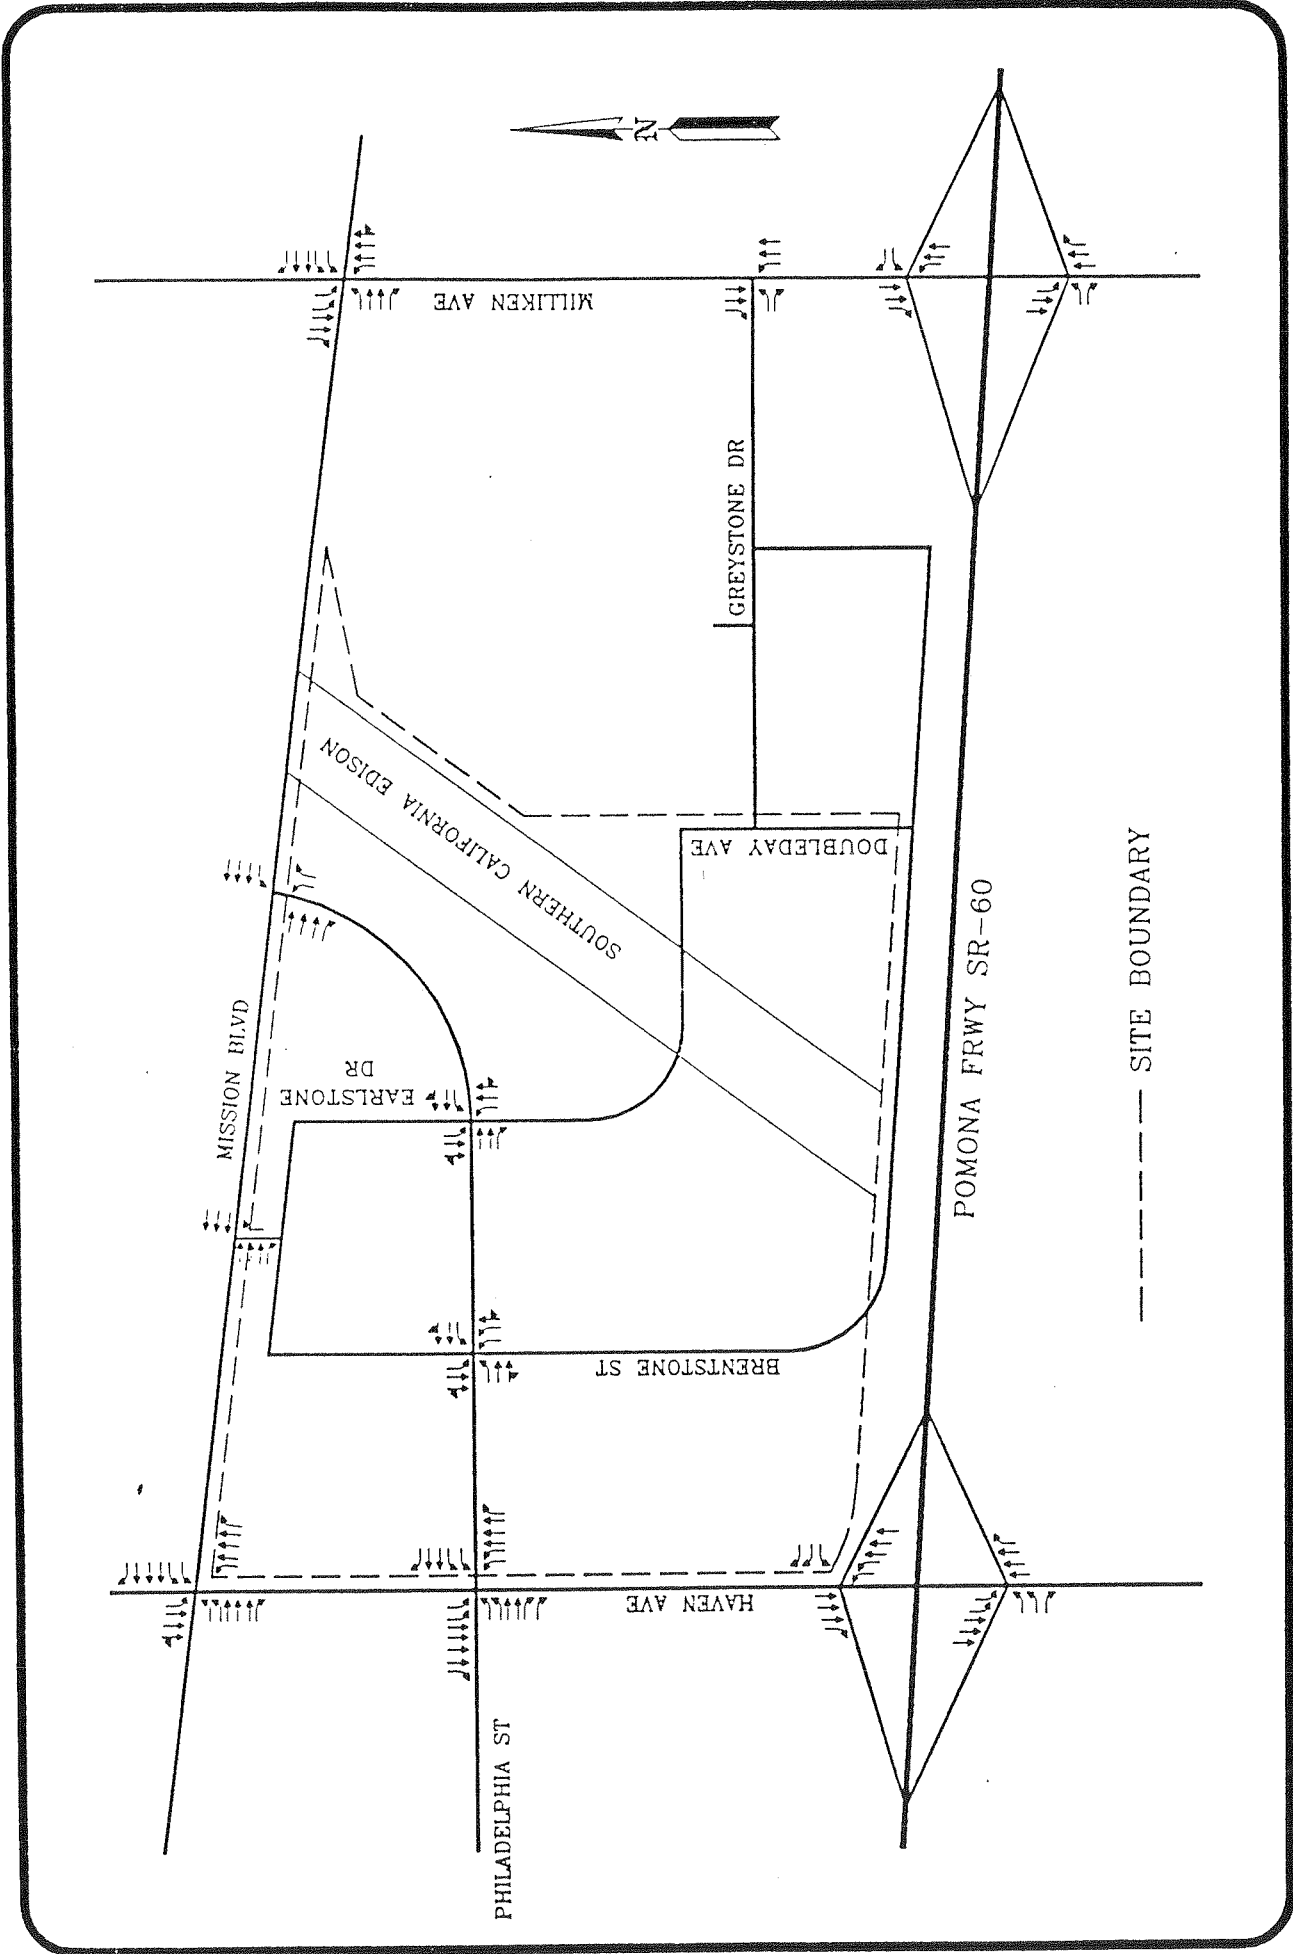 N
MILLIKEN AVE
GREYSTONE DR
SOUTHERN CALIFORNIA EDISON
DOUBLEDAY AVE
MISSION BLVD
EARLSTONE
DR
POMONA FRWY SR-60
SITE BOUNDARY
BRENTSTONE ST
HAVEN AVE
PHILADELPHIA ST